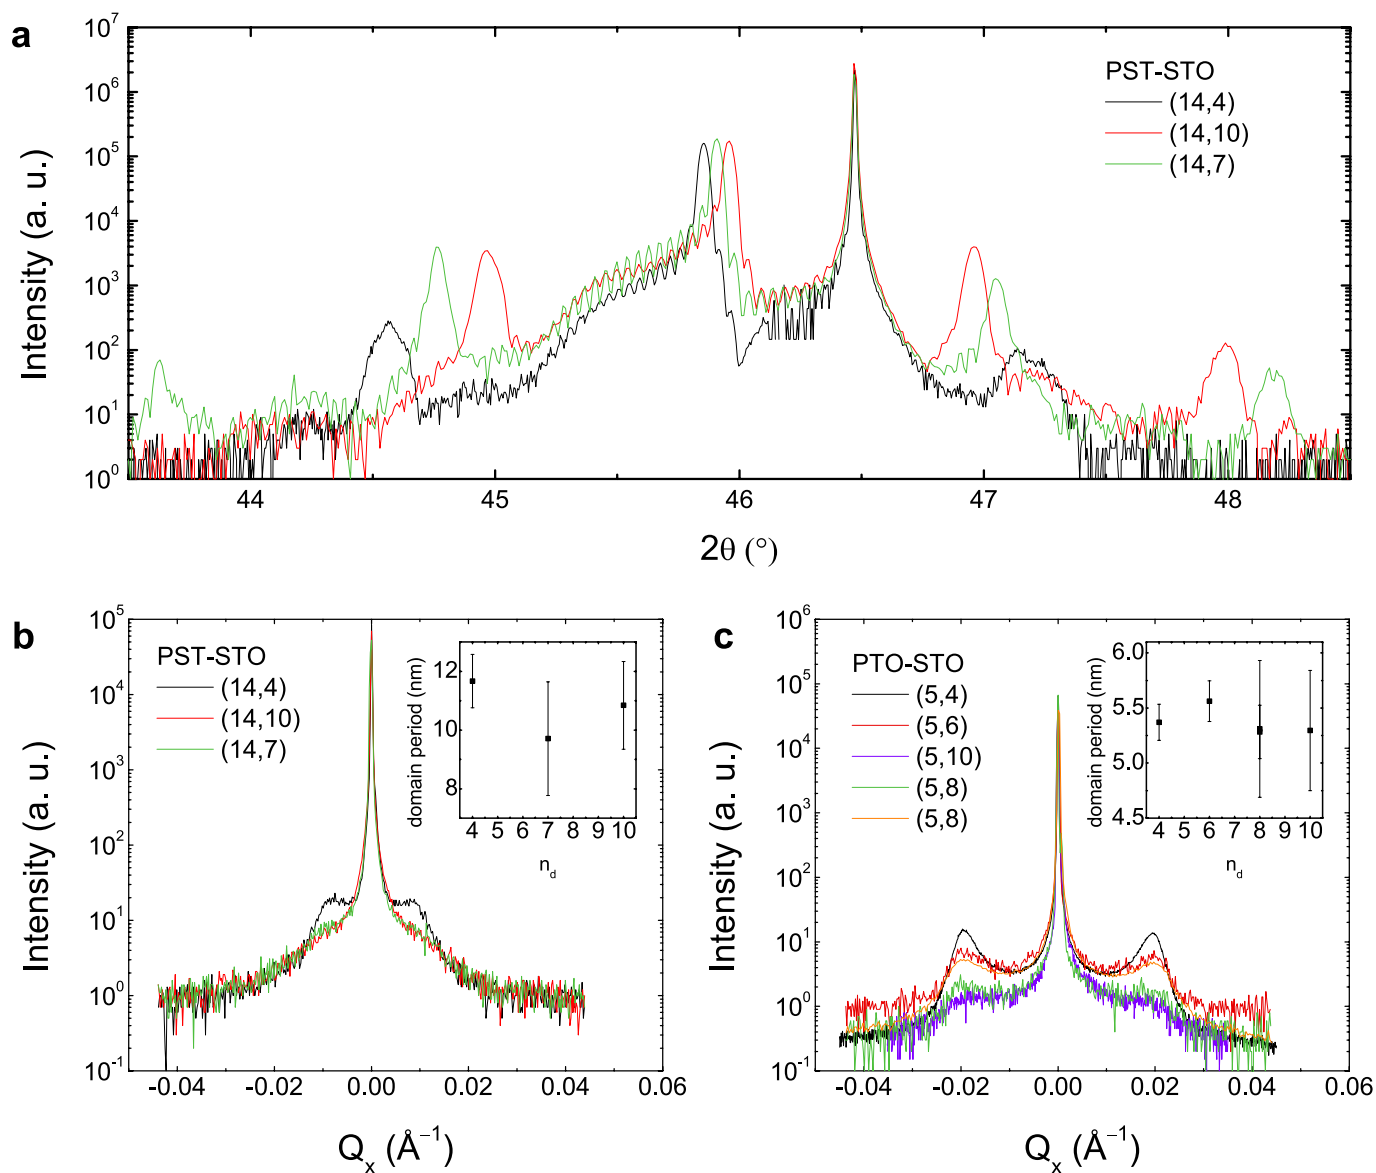 a
10^7
10^6
10^5
10^4
10^3
10^2
10^1
10^0
Intensity (a. u.)
PST-STO
(14,4)
(14,10)
(14,7)
44 45 46 47 48
2θ (°)
b
10^5
10^4
10^3
10^2
10^1
10^0
10^-1
Intensity (a. u.)
PST-STO
(14,4)
(14,10)
(14,7)
12
10
8
domain period (nm)
4 5 6 7 8 9 10
n_d
-0.04 -0.02 0.00 0.02 0.04 0.06
Q_x (Å^−1)
c
10^6
10^5
10^4
10^3
10^2
10^1
10^0
10^-1
Intensity (a. u.)
PTO-STO
(5,4)
(5,6)
(5,10)
(5,8)
(5,8)
6.0
5.5
5.0
4.5
domain period (nm)
4 5 6 7 8 9 10
n_d
-0.04 -0.02 0.00 0.02 0.04 0.06
Q_x (Å^−1)